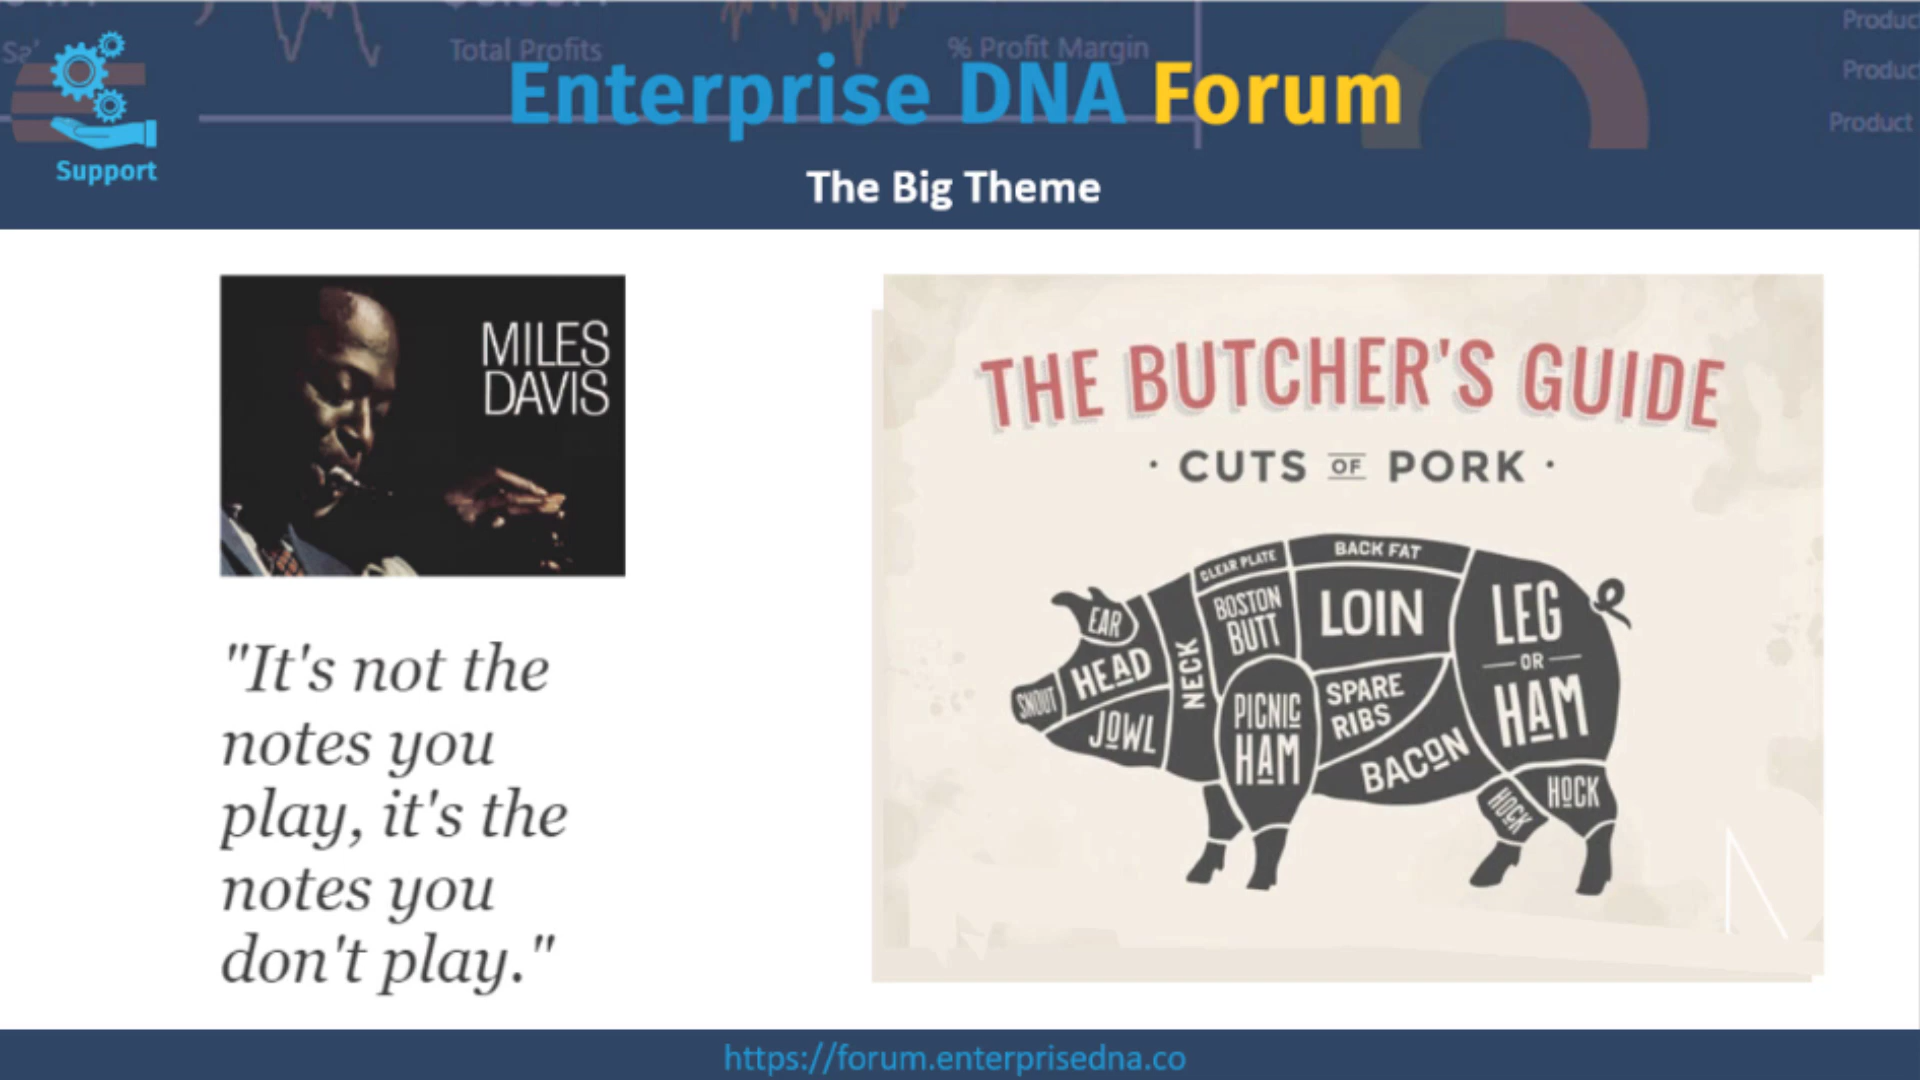 Total Profits
% Profit Margin
Product
Product
Product
Support
Enterprise DNA Forum
The Big Theme
MILES
DAVIS
"It's not the
notes you
play, it's the
notes you
don't play."
THE BUTCHER'S GUIDE
· CUTS OF PORK ·
CLEAR PLATE
BACK FAT
EAR
HEAD
SNOUT
JOWL
NECK
BOSTON
BUTT
LOIN
LEG
OR
HAM
PICNIC
HAM
SPARE
RIBS
BACON
HOCK
HOCK
https://forum.enterprisedna.co